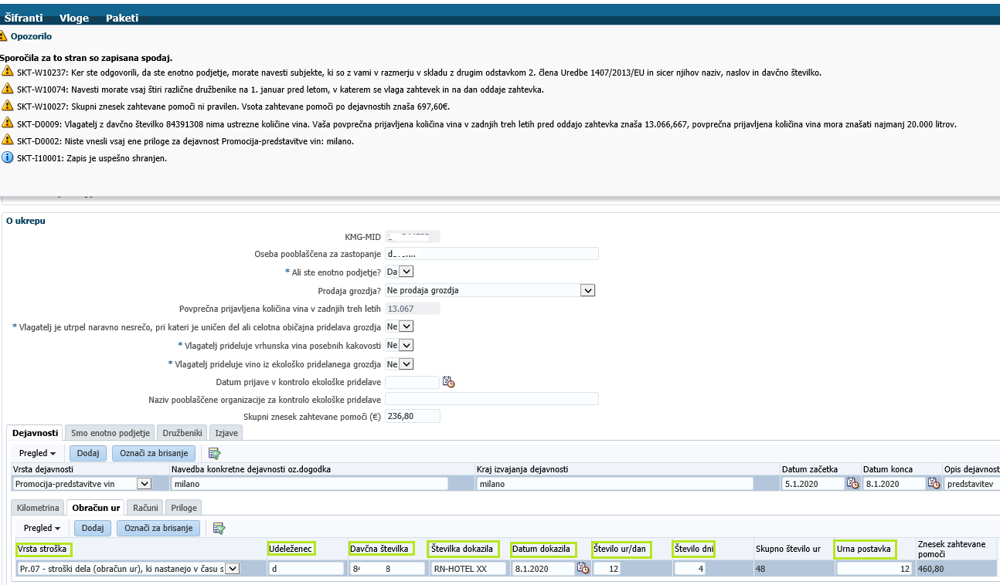 Šifranti Vloge Paketi
Opozorilo
Sporočila za to stran so zapisana spodaj.
SKT-W10237: Ker ste odgovorili, da ste enotno podjetje, morate navesti subjekte, ki so z vami v razmerju v skladu z drugim odstavkom 2. člena Uredbe 1407/2013/EU in sicer njihov naziv, naslov in davčno številko.
SKT-W10074: Navesti morate vsaj štiri različne družbenike na 1. januar pred letom, v katerem se vlaga zahtevek in na dan oddaje zahtevka.
SKT-W10027: Skupni znesek zahtevane pomoči ni pravilen. Vsota zahtevane pomoči po dejavnostih znaša 697,60€.
SKT-D0009: Vlagatelj z davčno številko 84391308 nima ustrezne količine vina. Vaša povprečna prijavljena količina vina v zadnjih treh letih pred oddajo zahtevka znaša 13.066,667, povprečna prijavljena količina vina mora znašati najmanj 20.000 litrov.
SKT-D0002: Niste vnesli vsaj ene priloge za dejavnost Promocija-predstavitve vin: milano.
SKT-I10001: Zapis je uspešno shranjen.
O ukrepu
KMG-MID
Oseba pooblaščena za zastopanje
* Ali ste enotno podjetje? Da
Prodaja grozdja? Ne prodaja grozdja
Povprečna prijavljena količina vina v zadnjih treh letih 13.067
* Vlagatelj je utrpel naravno nesrečo, pri kateri je uničen del ali celotna običajna pridelava grozdja Ne
* Vlagatelj prideluje vrhunska vina posebnih kakovosti Ne
* Vlagatelj prideluje vino iz ekološko pridelanega grozdja Ne
Datum prijave v kontrolo ekološke pridelave
Naziv pooblaščene organizacije za kontrolo ekološke pridelave
Skupni znesek zahtevane pomoči (€) 236,80
Dejavnosti Smo enotno podjetje Družbeniki Izjave
Pregled Dodaj Označi za brisanje
Vrsta dejavnosti Navedba konkretne dejavnosti oz.dogodka Kraj izvajanja dejavnosti Datum začetka Datum konca Opis dejavnost
Promocija-predstavitve vin milano milano 5.1.2020 8.1.2020 predstavitev
Kilometrina Obračun ur Računi Priloge
Pregled Dodaj Označi za brisanje
Vrsta stroška Udeleženec Davčna številka Številka dokazila Datum dokazila Število ur/dan Število dni Skupno število ur Urna postavka Znesek zahtevane
pomoči
Pr.07 - stroški dela (obračun ur), ki nastanejo v času s d 84 8 RN-HOTEL XX 8.1.2020 12 4 48 12 460,80